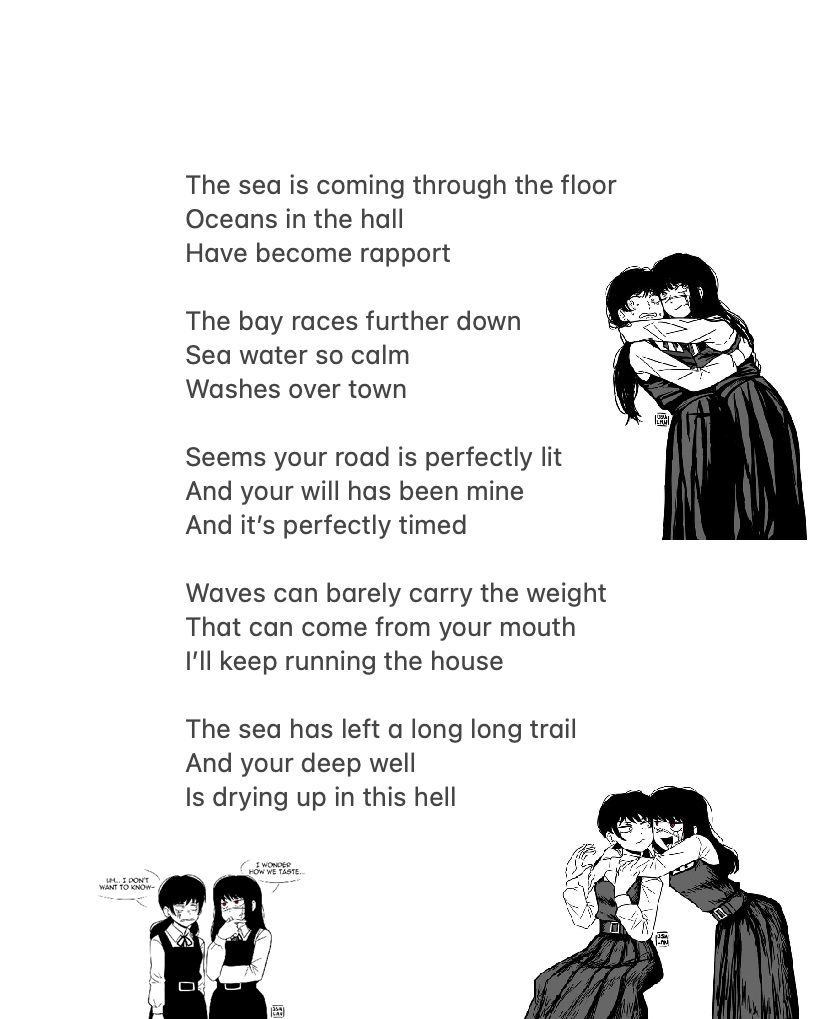 The sea is coming through the floor
Oceans in the hall
Have become rapport
The bay races further down
Sea water so calm
Washes over town
Seems your road is perfectly lit
And your will has been mine
And it’s perfectly timed
Waves can barely carry the weight
That can come from your mouth
I’ll keep running the house
The sea has left a long long trail
And your deep well
Is drying up in this hell
UH... I DON'T
WANT TO KNOW-
I WONDER
HOW WE TASTE...